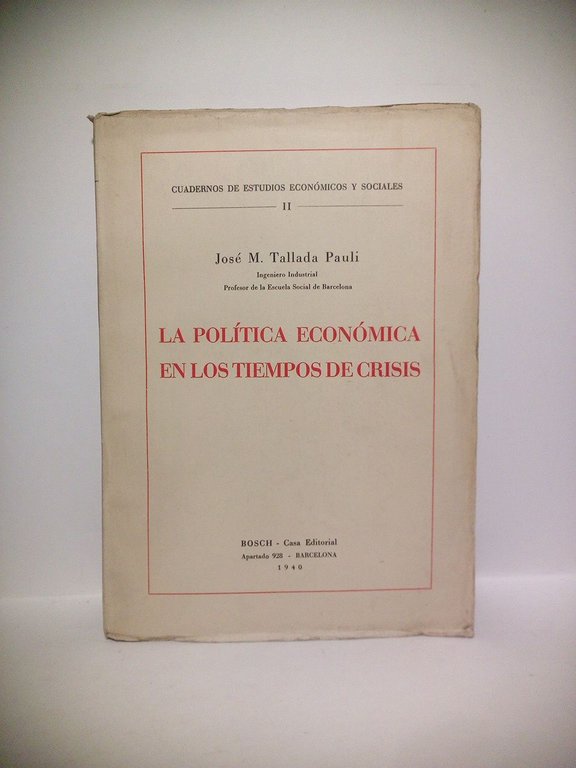 CUADERNOS DE ESTUDIOS ECONÓMICOS Y SOCIALES
II
José M. Tallada Pauli
Ingeniero Industrial
Profesor de la Escuela Social de Barcelona
LA POLÍTICA ECONÓMICA
EN LOS TIEMPOS DE CRISIS
BOSCH - Casa Editorial
Apartado 928 - BARCELONA
1940